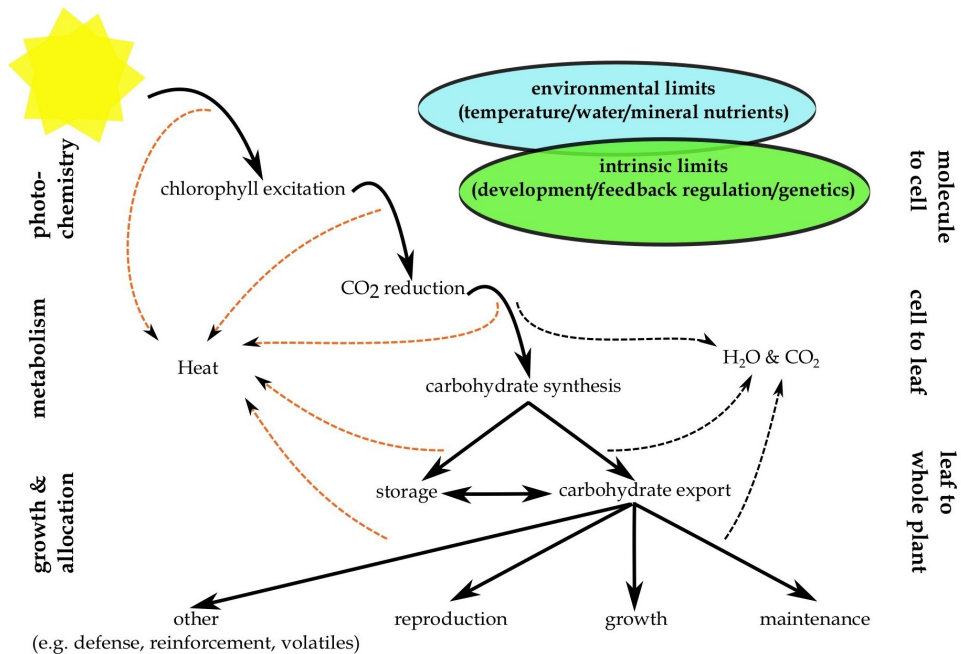 environmental limits
(temperature/water/mineral nutrients)
intrinsic limits
(development/feedback regulation/genetics)
photo-
chemistry
chlorophyll excitation
molecule
to cell
CO2 reduction
metabolism
Heat
H2O & CO2
cell to leaf
carbohydrate synthesis
growth &
allocation
storage
carbohydrate export
leaf to
whole plant
other
(e.g. defense, reinforcement, volatiles)
reproduction
growth
maintenance